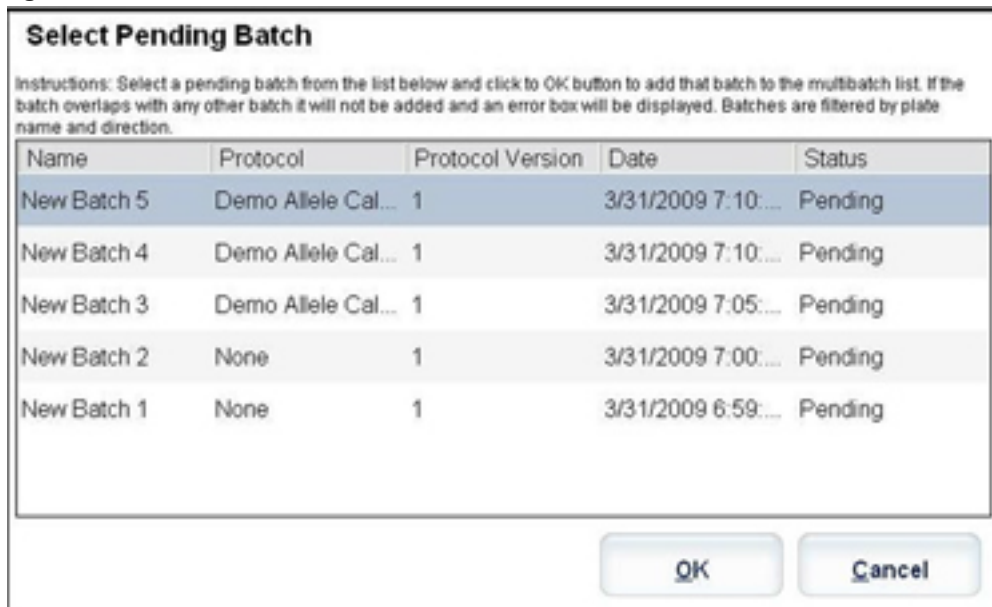 Select Pending Batch
Instructions: Select a pending batch from the list below and click to OK button to add that batch to the multibatch list. If the
batch overlaps with any other batch it will not be added and an error box will be displayed. Batches are filtered by plate
name and direction.
Name Protocol Protocol Version Date Status
New Batch 5 Demo Allele Cal... 1 3/31/2009 7:10:... Pending
New Batch 4 Demo Allele Cal... 1 3/31/2009 7:10:... Pending
New Batch 3 Demo Allele Cal... 1 3/31/2009 7:05:... Pending
New Batch 2 None 1 3/31/2009 7:00:... Pending
New Batch 1 None 1 3/31/2009 6:59:... Pending
OK Cancel